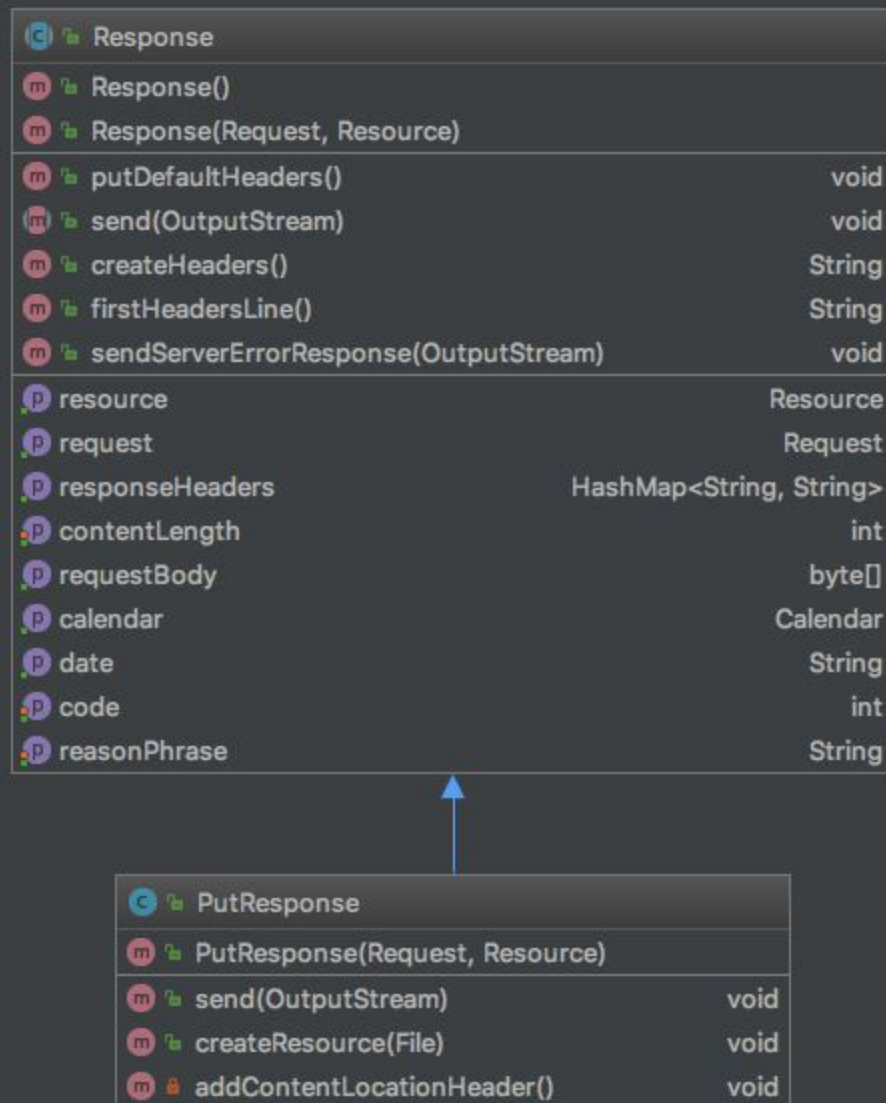 Response
Response()
Response(Request, Resource)
putDefaultHeaders() void
send(OutputStream) void
createHeaders() String
firstHeadersLine() String
sendServerErrorResponse(OutputStream) void
resource Resource
request Request
responseHeaders HashMap<String, String>
contentLength int
requestBody byte[]
calendar Calendar
date String
code int
reasonPhrase String
PutResponse
PutResponse(Request, Resource)
send(OutputStream) void
createResource(File) void
addContentLocationHeader() void